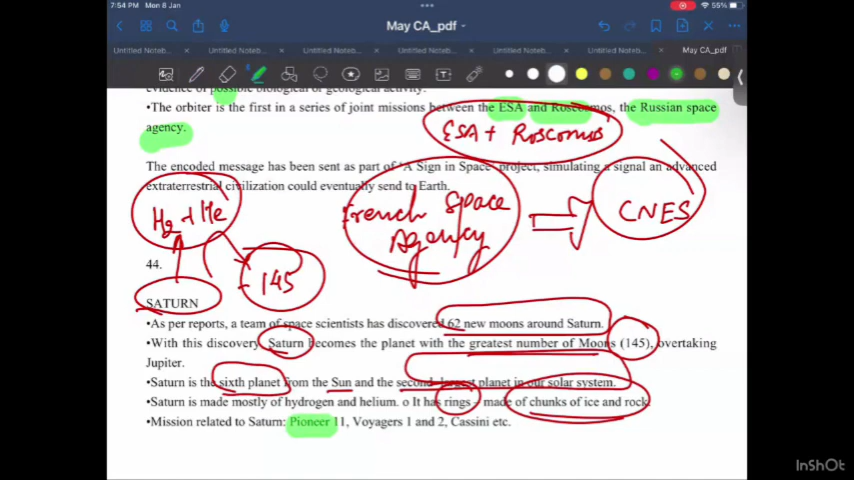 7:54 PM Mon 8 Jan
55%
May CA_pdf
Untitled Noteb...
Untitled Noteb...
Untitled Noteb...
Untitled Noteb...
Untitled Noteb...
Untitled Noteb...
May CA_pdf
evidence of possible biological or geological activity.
•The orbiter is the first in a series of joint missions between the ESA and Roscosmos, the Russian space
agency.
ESA + Roscosmos
The encoded message has been sent as part of 'A Sign in Space' project, simulating a signal an advanced
extraterrestrial civilization could eventually send to Earth.
H2 + He
French Space
Agency
CNES
44.
145
SATURN
•As per reports, a team of space scientists has discovered 62 new moons around Saturn.
•With this discovery, Saturn becomes the planet with the greatest number of Moons (145), overtaking
Jupiter.
•Saturn is the sixth planet from the Sun and the second-largest planet in our solar system.
•Saturn is made mostly of hydrogen and helium. o It has rings made of chunks of ice and rock.
•Mission related to Saturn: Pioneer 11, Voyagers 1 and 2, Cassini etc.
InShOt